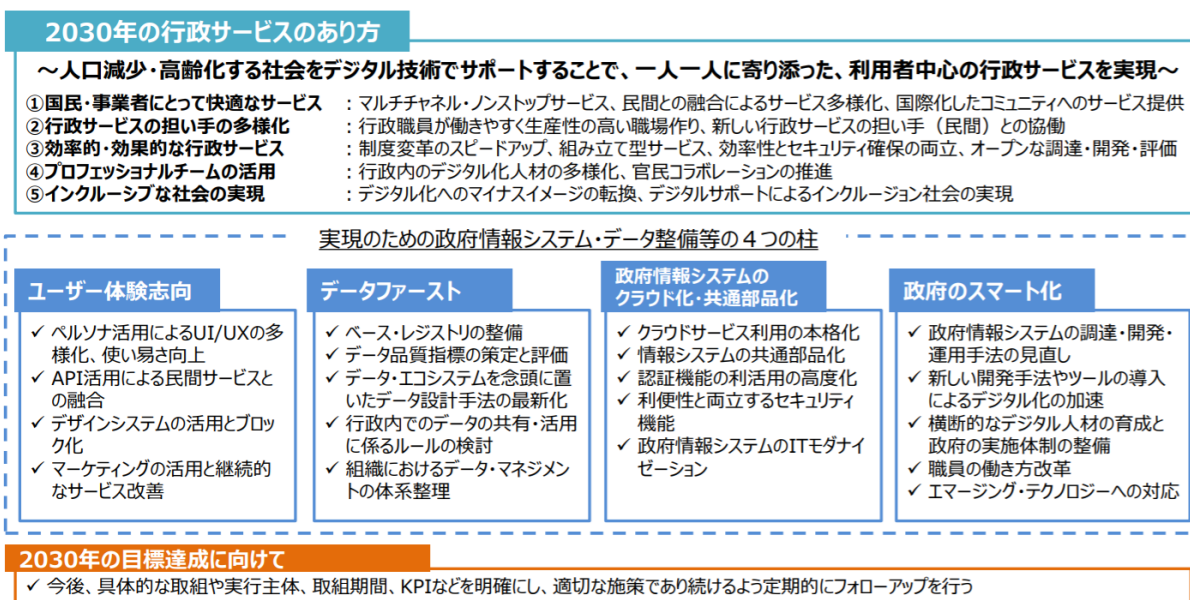 2030年の行政サービスのあり方
～人口減少・高齢化する社会をデジタル技術でサポートすることで、一人一人に寄り添った、利用者中心の行政サービスを実現～
①国民・事業者にとって快適なサービス ：マルチチャネル・ノンストップサービス、民間との融合によるサービス多様化、国際化したコミュニティへのサービス提供
②行政サービスの担い手の多様化 ：行政職員が働きやすく生産性の高い職場作り、新しい行政サービスの担い手（民間）との協働
③効率的・効果的な行政サービス ：制度変革のスピードアップ、組み立て型サービス、効率性とセキュリティ確保の両立、オープンな調達・開発・評価
④プロフェッショナルチームの活用 ：行政内のデジタル化人材の多様化、官民コラボレーションの推進
⑤インクルーシブな社会の実現 ：デジタル化へのマイナスイメージの転換、デジタルサポートによるインクルージョン社会の実現
実現のための政府情報システム・データ整備等の４つの柱
ユーザー体験志向
✓ ペルソナ活用によるUI/UXの多
様化、使い易さ向上
✓ API活用による民間サービスと
の融合
✓ デザインシステムの活用とブロッ
ク化
✓ マーケティングの活用と継続的
なサービス改善
データファースト
✓ ベース・レジストリの整備
✓ データ品質指標の策定と評価
✓ データ・エコシステムを念頭に置
いたデータ設計手法の最新化
✓ 行政内でのデータの共有・活用
に係るルールの検討
✓ 組織におけるデータ・マネジメン
トの体系整理
政府情報システムの
クラウド化・共通部品化
✓ クラウドサービス利用の本格化
✓ 情報システムの共通部品化
✓ 認証機能の利活用の高度化
✓ 利便性と両立するセキュリティ
機能
✓ 政府情報システムのITモダナイ
ゼーション
政府のスマート化
✓ 政府情報システムの調達・開発・
運用手法の見直し
✓ 新しい開発手法やツールの導入
によるデジタル化の加速
✓ 横断的なデジタル人材の育成と
政府の実施体制の整備
✓ 職員の働き方改革
✓ エマージング・テクノロジーへの対応
2030年の目標達成に向けて
✓ 今後、具体的な取組や実行主体、取組期間、KPIなどを明確にし、適切な施策であり続けるよう定期的にフォローアップを行う